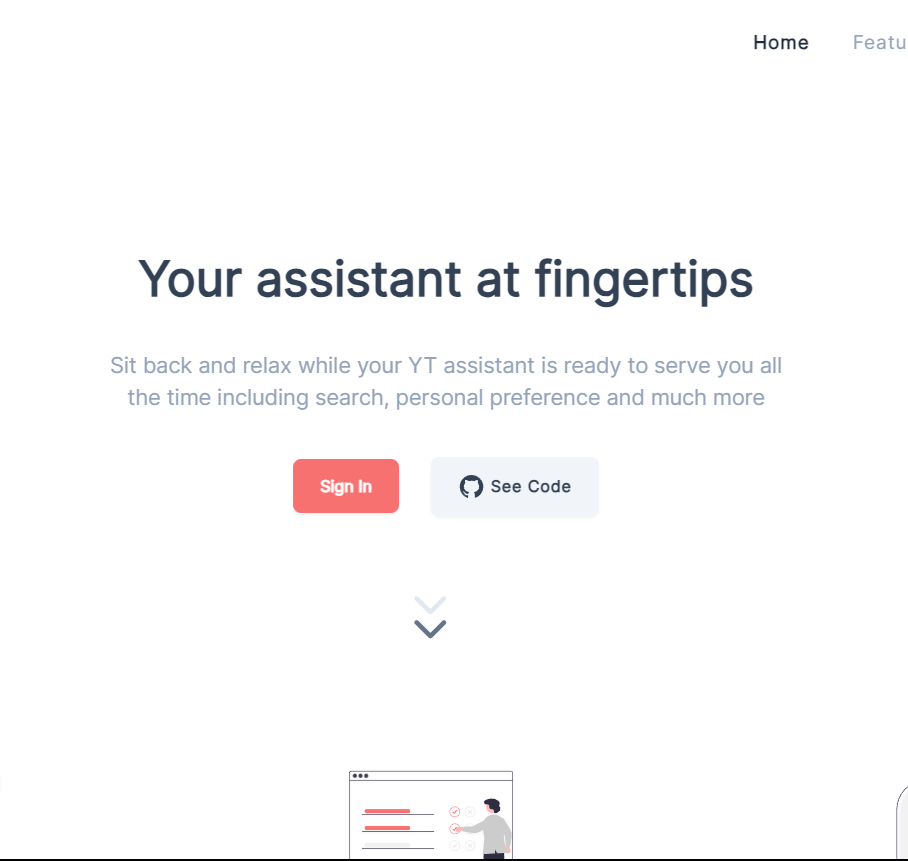 Home Featu
Your assistant at fingertips
Sit back and relax while your YT assistant is ready to serve you all
the time including search, personal preference and much more
Sign In See Code